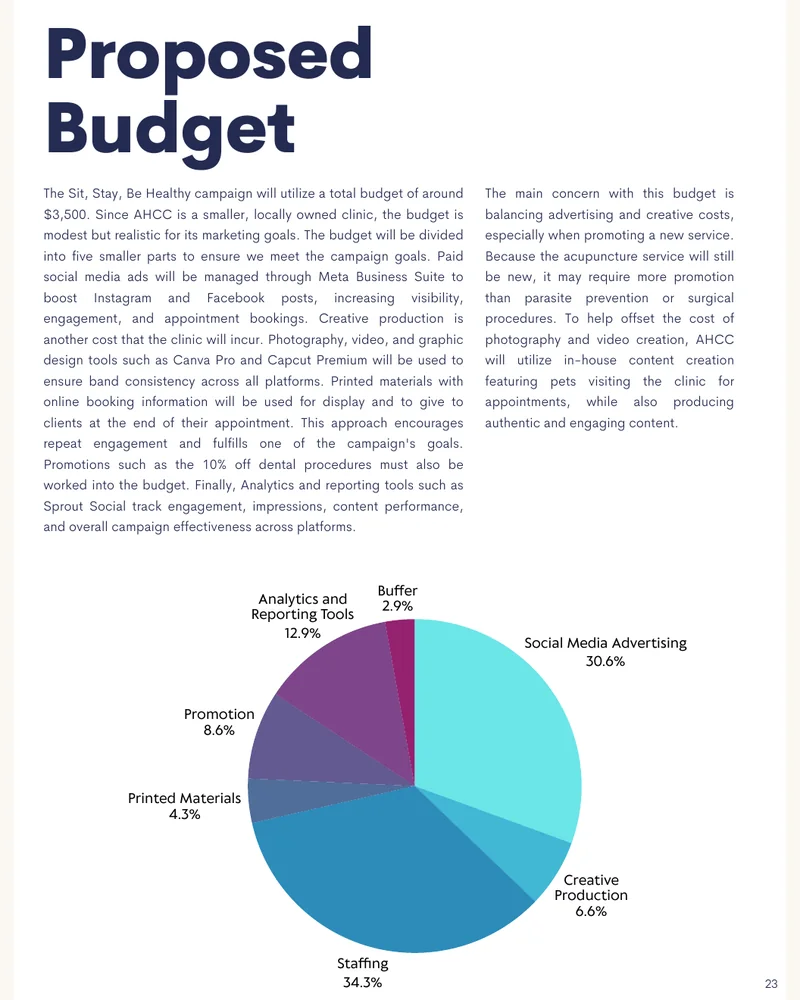 Proposed
Budget
The Sit, Stay, Be Healthy campaign will utilize a total budget of around
$3,500. Since AHCC is a smaller, locally owned clinic, the budget is
modest but realistic for its marketing goals. The budget will be divided
into five smaller parts to ensure we meet the campaign goals. Paid
social media ads will be managed through Meta Business Suite to
boost Instagram and Facebook posts, increasing visibility,
engagement, and appointment bookings. Creative production is
another cost that the clinic will incur. Photography, video, and graphic
design tools such as Canva Pro and Capcut Premium will be used to
ensure band consistency across all platforms. Printed materials with
online booking information will be used for display and to give to
clients at the end of their appointment. This approach encourages
repeat engagement and fulfills one of the campaign's goals.
Promotions such as the 10% off dental procedures must also be
worked into the budget. Finally, Analytics and reporting tools such as
Sprout Social track engagement, impressions, content performance,
and overall campaign effectiveness across platforms.
The main concern with this budget is
balancing advertising and creative costs,
especially when promoting a new service.
Because the acupuncture service will still
be new, it may require more promotion
than parasite prevention or surgical
procedures. To help offset the cost of
photography and video creation, AHCC
will utilize in-house content creation
featuring pets visiting the clinic for
appointments, while also producing
authentic and engaging content.
Buffer
2.9%
Analytics and
Reporting Tools
12.9%
Social Media Advertising
30.6%
Promotion
8.6%
Printed Materials
4.3%
Creative
Production
6.6%
Staffing
34.3%
23